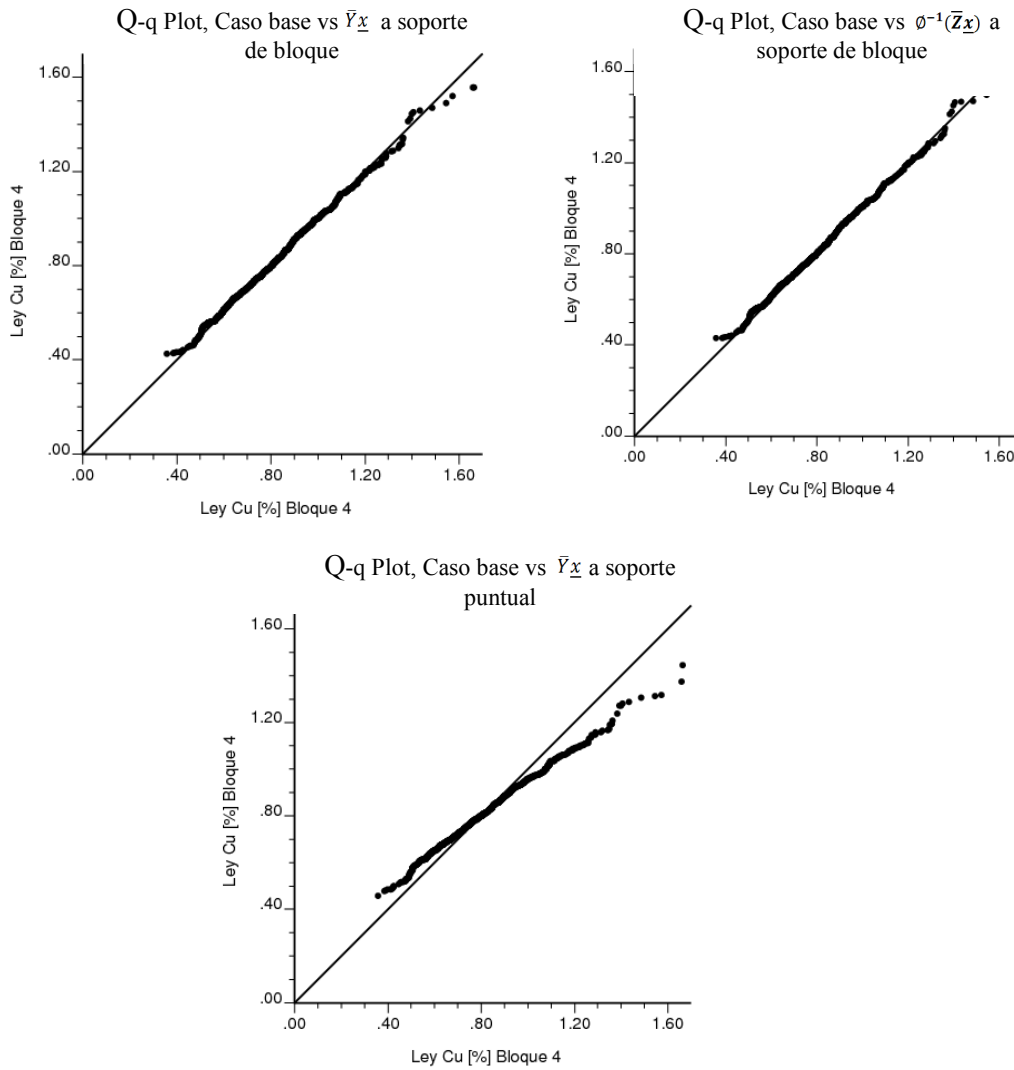 Q-q Plot, Caso base vs Ȳx̲ a soporte
de bloque
1.60
1.20
.80
.40
.00
Ley Cu [%] Bloque 4
.00 .40 .80 1.20 1.60
Ley Cu [%] Bloque 4
Q-q Plot, Caso base vs ∅⁻¹(Z̄x̲) a
soporte de bloque
1.60
1.20
.80
.40
.00
Ley Cu [%] Bloque 4
.00 .40 .80 1.20 1.60
Ley Cu [%] Bloque 4
Q-q Plot, Caso base vs Ȳx̲ a soporte
puntual
1.60
1.20
.80
.40
.00
Ley Cu [%] Bloque 4
.00 .40 .80 1.20 1.60
Ley Cu [%] Bloque 4